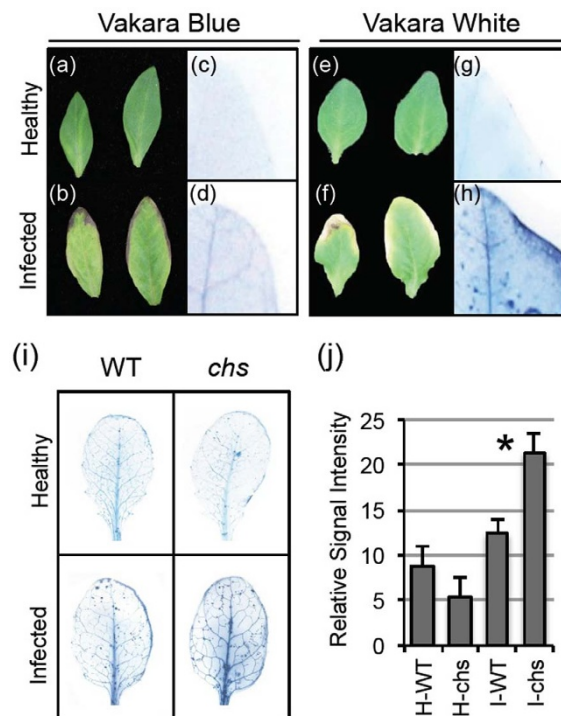 Vakara Blue
Vakara White
(a)
(c)
(e)
(g)
Healthy
(b)
(d)
(f)
(h)
Infected
(i)
WT
chs
Healthy
Infected
(j)
Relative Signal Intensity
25
20
15
10
5
0
*
H-WT
H-chs
I-WT
I-chs